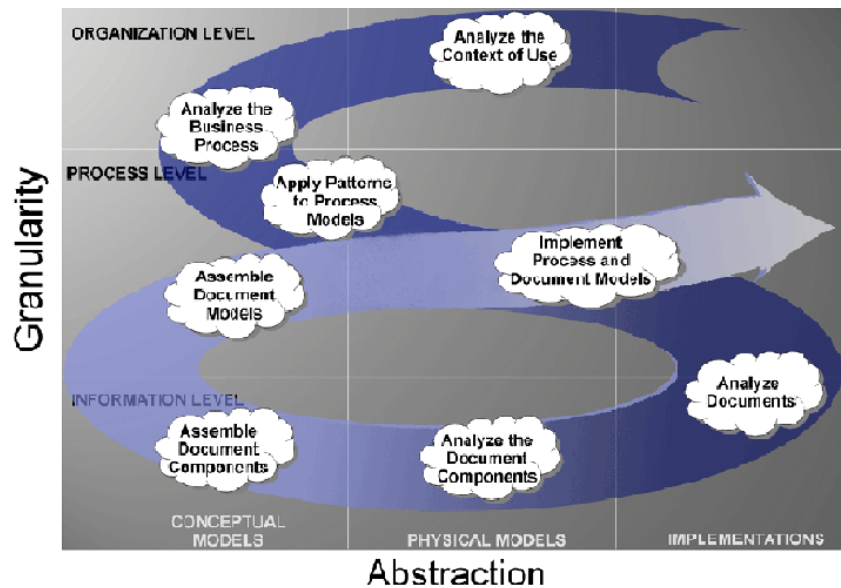 ORGANIZATION LEVEL
Analyze the
Context of Use
Analyze the
Business
Process
PROCESS LEVEL
Apply Patterns
to Process
Models
Implement
Process and
Document Models
Assemble
Document
Models
Granularity
INFORMATION LEVEL
Analyze
Documents
Assemble
Document
Components
Analyze the
Document
Components
CONCEPTUAL
MODELS
PHYSICAL MODELS
IMPLEMENTATIONS
Abstraction